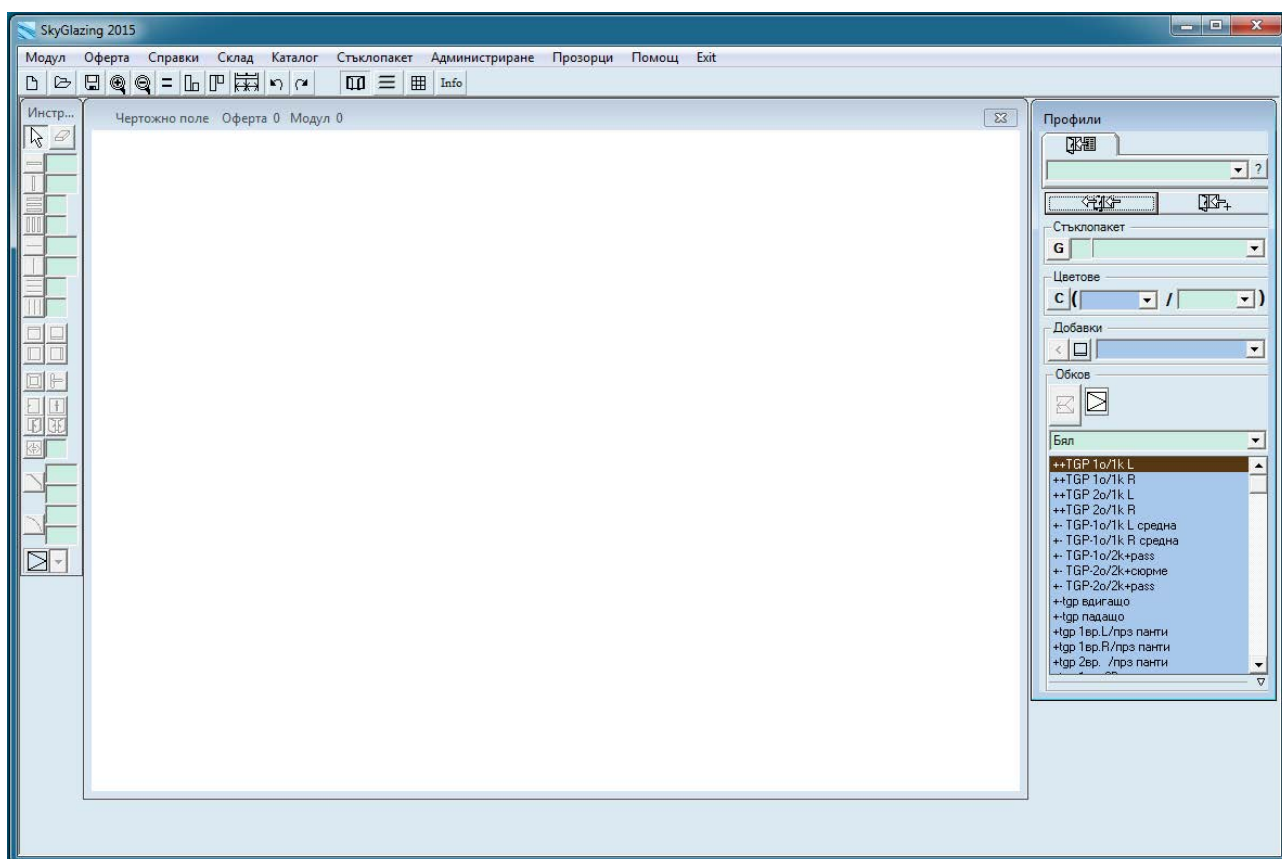 SkyGlazing 2015
Модул Оферта Справки Склад Каталог Стъклопакет Администриране Прозорци Помощ Exit
Info
Инстр...
Чертожно поле Оферта 0 Модул 0
Профили
?
Стъклопакет
G
Цветове
C ( / )
Добавки
<
Обков
Бял
++TGP 1o/1k L
++TGP 1o/1k R
++TGP 2o/1k L
++TGP 2o/1k R
+- TGP-1o/1k L средна
+- TGP-1o/1k R средна
+- TGP-1o/2k+pass
+- TGP-2o/2k+сюрме
+- TGP-2o/2k+pass
+-tgp вдигащо
+-tgp падащо
+tgp 1вр.L/прз панти
+tgp 1вр.R/прз панти
+tgp 2вр. /прз панти